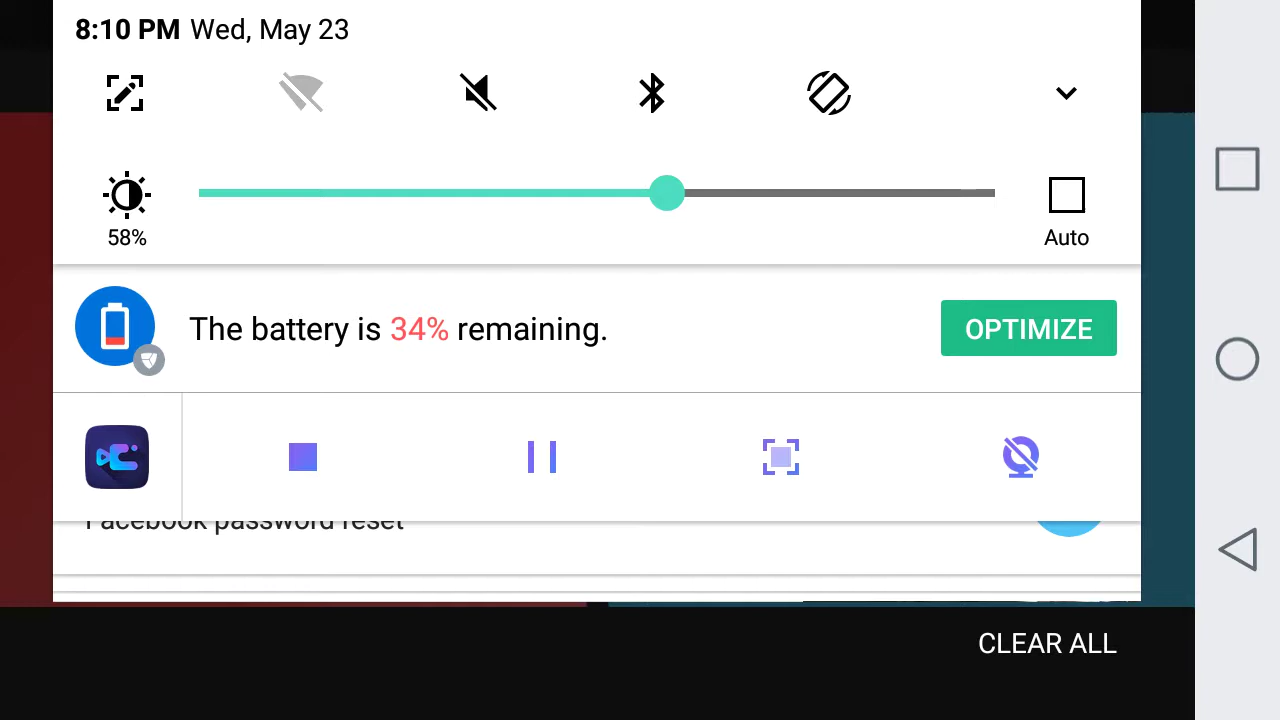 8:10 PM Wed, May 23
58%
Auto
The battery is 34% remaining.
OPTIMIZE
Facebook password reset
CLEAR ALL